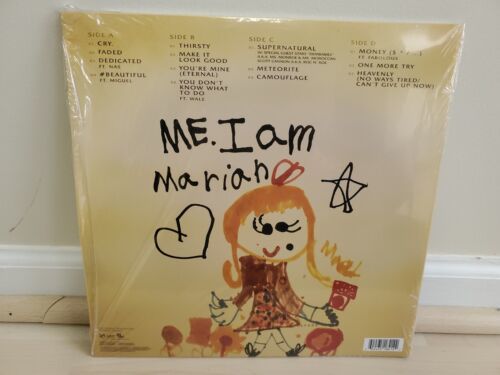 SIDE A
CRY.
FADED
DEDICATED
FT. NAS
#BEAUTIFUL
FT. MIGUEL
SIDE B
THIRSTY
MAKE IT
LOOK GOOD
YOU'RE MINE
(ETERNAL)
YOU DON'T
KNOW WHAT
TO DO
FT. WALE
SIDE C
SUPERNATURAL
METEORITE
CAMOUFLAGE
SIDE D
MONEY ($ * / ...)
FT. FABOLOUS
ONE MORE TRY
HEAVENLY
(NO WAYS TIRED/
CAN'T GIVE UP NOW)
ME. I am
Mariah